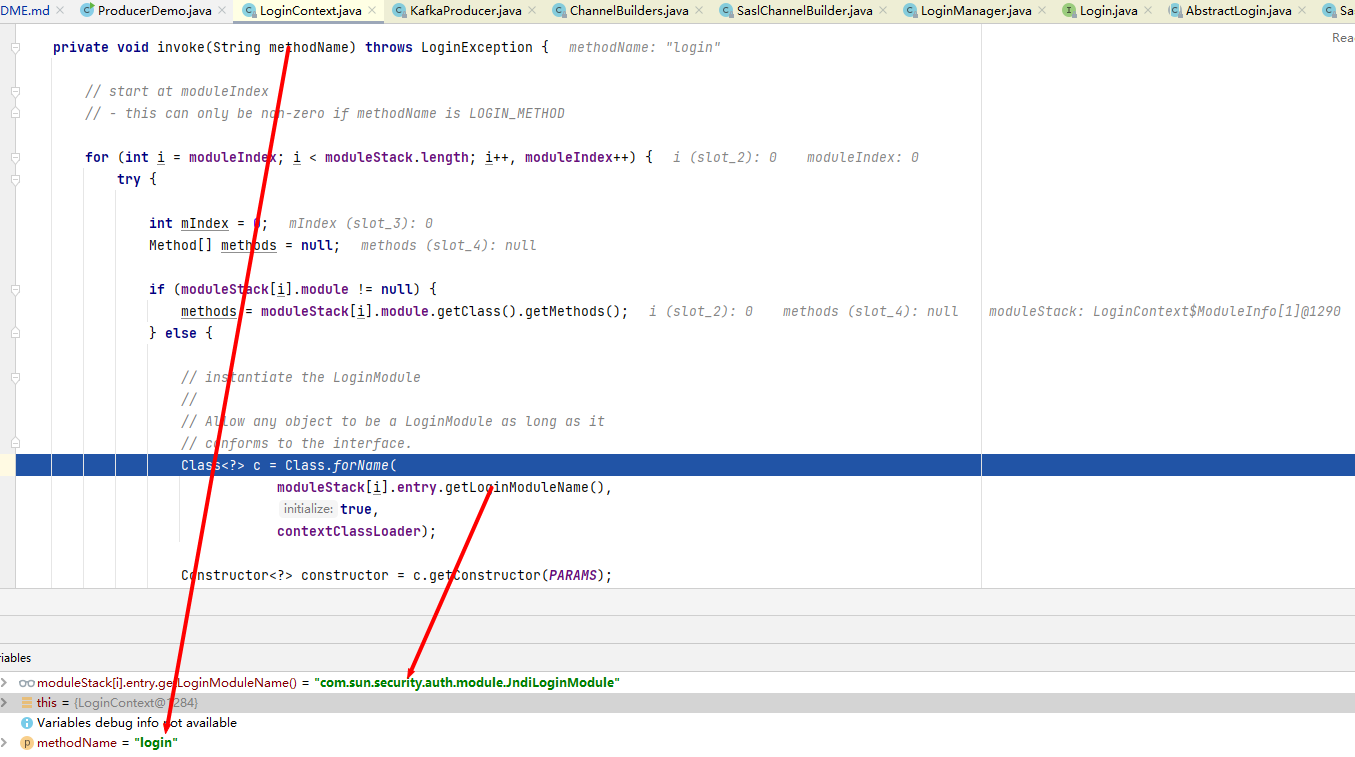 DME.md ProducerDemo.java LoginContext.java KafkaProducer.java ChannelBuilders.java SaslChannelBuilder.java LoginManager.java Login.java AbstractLogin.java Sa
Rea
private void invoke(String methodName) throws LoginException { methodName: "login"
// start at moduleIndex
// - this can only be non-zero if methodName is LOGIN_METHOD
for (int i = moduleIndex; i < moduleStack.length; i++, moduleIndex++) { i (slot_2): 0 moduleIndex: 0
try {
int mIndex = 0; mIndex (slot_3): 0
Method[] methods = null; methods (slot_4): null
if (moduleStack[i].module != null) {
methods = moduleStack[i].module.getClass().getMethods(); i (slot_2): 0 methods (slot_4): null moduleStack: LoginContext$ModuleInfo[1]@1290
} else {
// instantiate the LoginModule
//
// Allow any object to be a LoginModule as long as it
// conforms to the interface.
Class<?> c = Class.forName(
moduleStack[i].entry.getLoginModuleName(),
initialize: true,
contextClassLoader);
Constructor<?> constructor = c.getConstructor(PARAMS);
riables
moduleStack[i].entry.getLoginModuleName() = "com.sun.security.auth.module.JndiLoginModule"
this = {LoginContext@1284}
Variables debug info not available
methodName = "login"